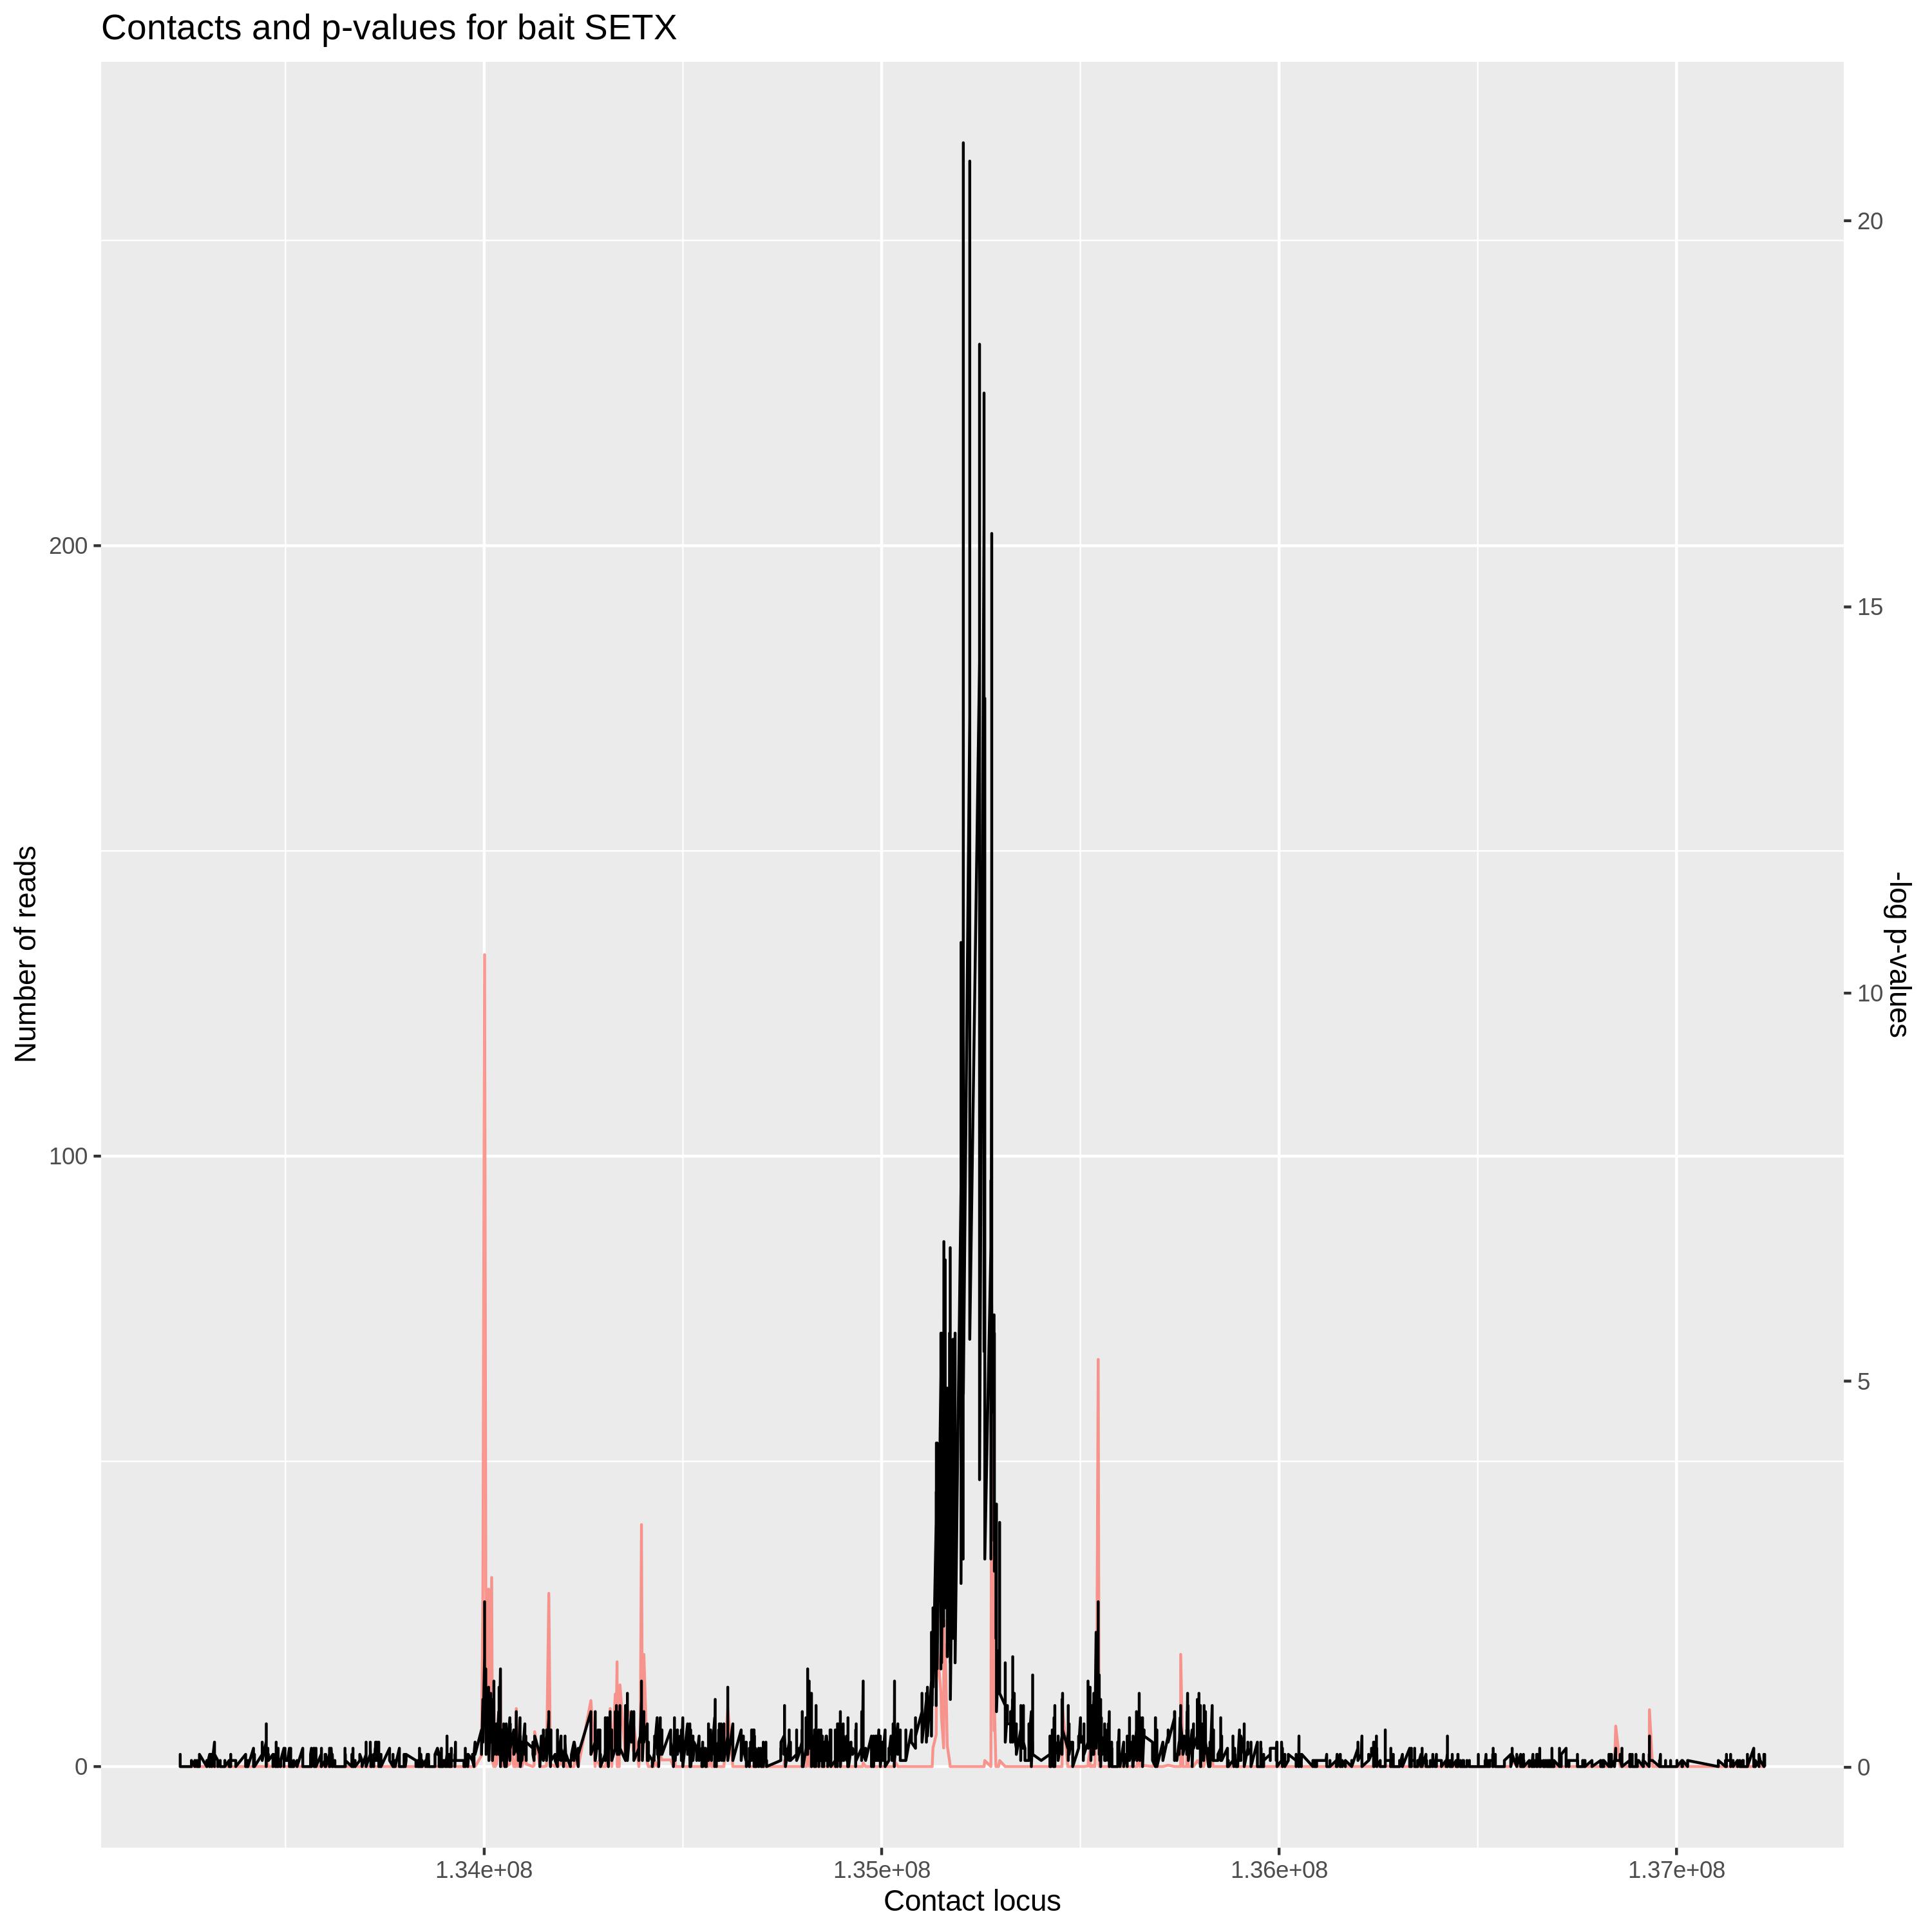 Contacts and p-values for bait SETX
Number of reads
200
100
0
20
15
10
5
0
-log p-values
1.34e+08
1.35e+08
1.36e+08
1.37e+08
Contact locus